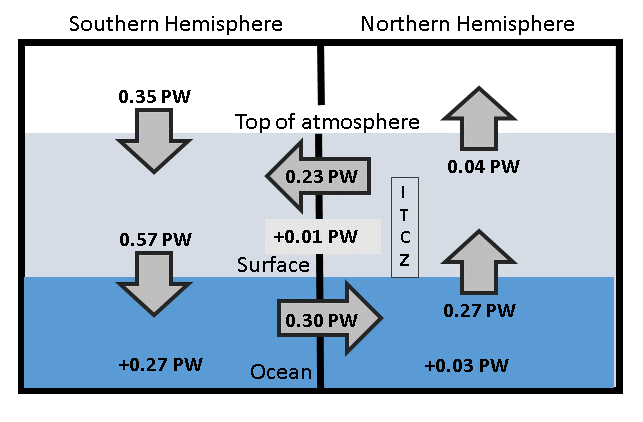 Southern Hemisphere
Northern Hemisphere
0.35 PW
Top of atmosphere
0.04 PW
0.23 PW
I
T
C
Z
+0.01 PW
0.57 PW
Surface
0.30 PW
0.27 PW
+0.27 PW
Ocean
+0.03 PW